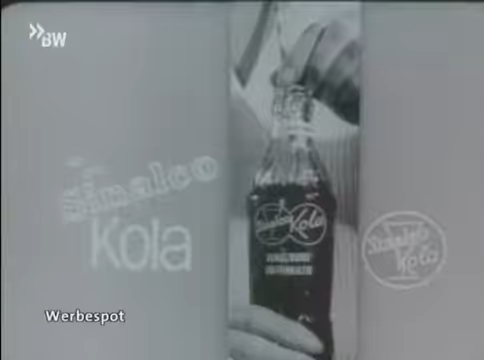 BW
Sinalco
Kola
Sinalco
Kola
Sinalco
Kola
Werbespot